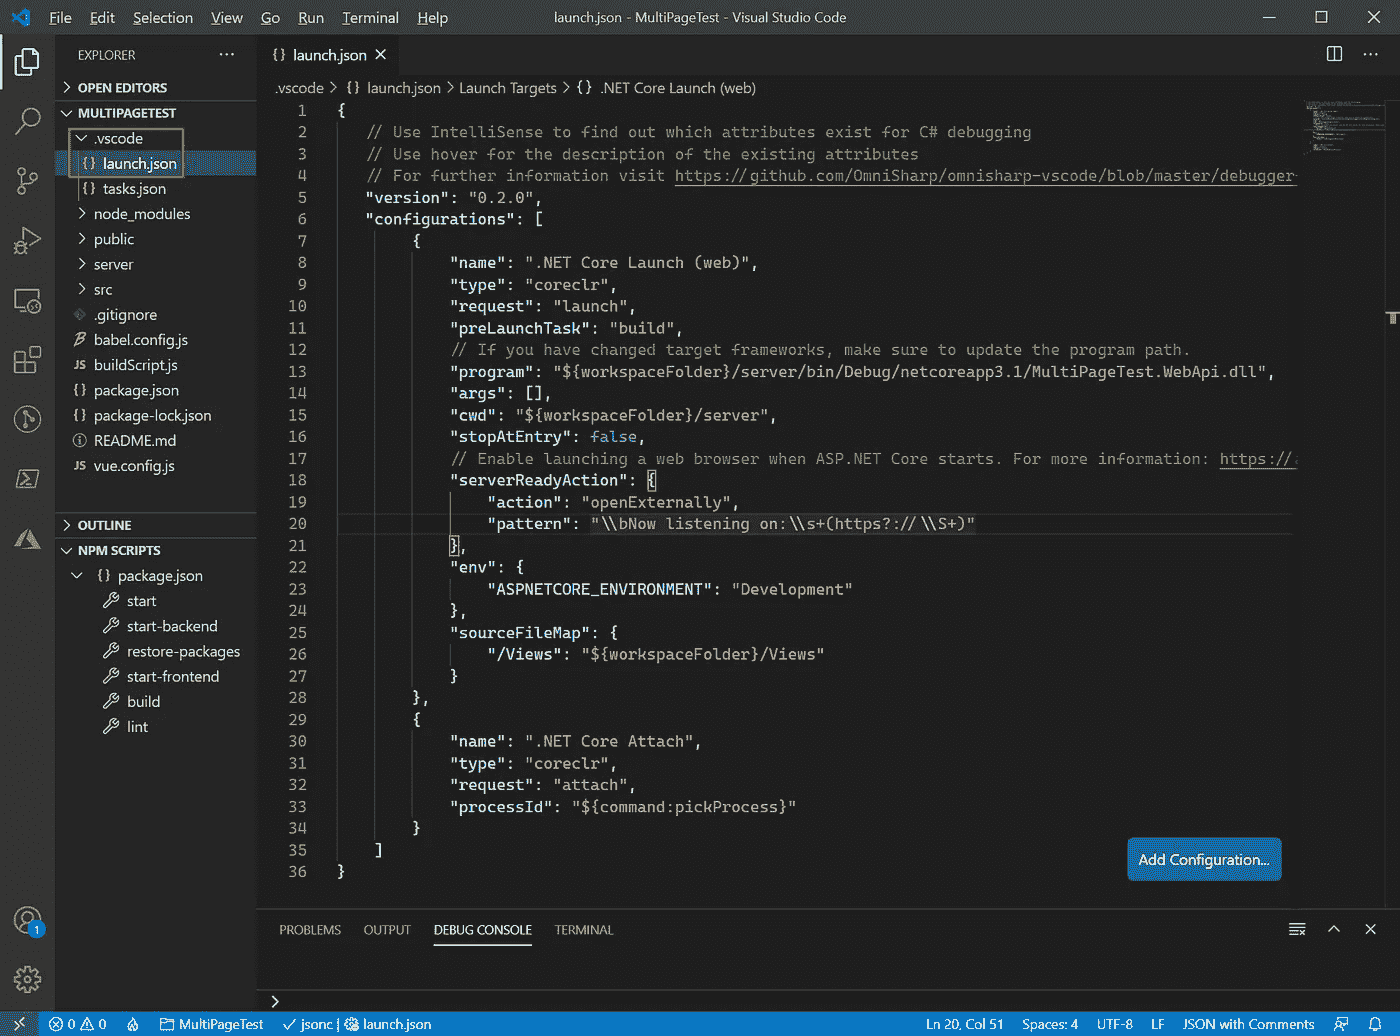 File Edit Selection View Go Run Terminal Help
launch.json - MultiPageTest - Visual Studio Code
EXPLORER
OPEN EDITORS
MULTIPAGETEST
.vscode
{} launch.json
{} tasks.json
node_modules
public
server
src
.gitignore
babel.config.js
JS buildScript.js
{} package.json
{} package-lock.json
README.md
JS vue.config.js
OUTLINE
NPM SCRIPTS
{} package.json
start
start-backend
restore-packages
start-frontend
build
lint
{} launch.json
.vscode > {} launch.json > Launch Targets > {} .NET Core Launch (web)
1 {
2 // Use IntelliSense to find out which attributes exist for C# debugging
3 // Use hover for the description of the existing attributes
4 // For further information visit https://github.com/OmniSharp/omnisharp-vscode/blob/master/debugger-
5 "version": "0.2.0",
6 "configurations": [
7 {
8 "name": ".NET Core Launch (web)",
9 "type": "coreclr",
10 "request": "launch",
11 "preLaunchTask": "build",
12 // If you have changed target frameworks, make sure to update the program path.
13 "program": "${workspaceFolder}/server/bin/Debug/netcoreapp3.1/MultiPageTest.WebApi.dll",
14 "args": [],
15 "cwd": "${workspaceFolder}/server",
16 "stopAtEntry": false,
17 // Enable launching a web browser when ASP.NET Core starts. For more information: https://
18 "serverReadyAction": {
19 "action": "openExternally",
20 "pattern": "\\bNow listening on:\\s+(https?://\\S+)"
21 },
22 "env": {
23 "ASPNETCORE_ENVIRONMENT": "Development"
24 },
25 "sourceFileMap": {
26 "/Views": "${workspaceFolder}/Views"
27 }
28 },
29 {
30 "name": ".NET Core Attach",
31 "type": "coreclr",
32 "request": "attach",
33 "processId": "${command:pickProcess}"
34 }
35 ]
36 }
Add Configuration...
PROBLEMS OUTPUT DEBUG CONSOLE TERMINAL
1
0 0 MultiPageTest jsonc | launch.json Ln 20, Col 51 Spaces: 4 UTF-8 LF JSON with Comments